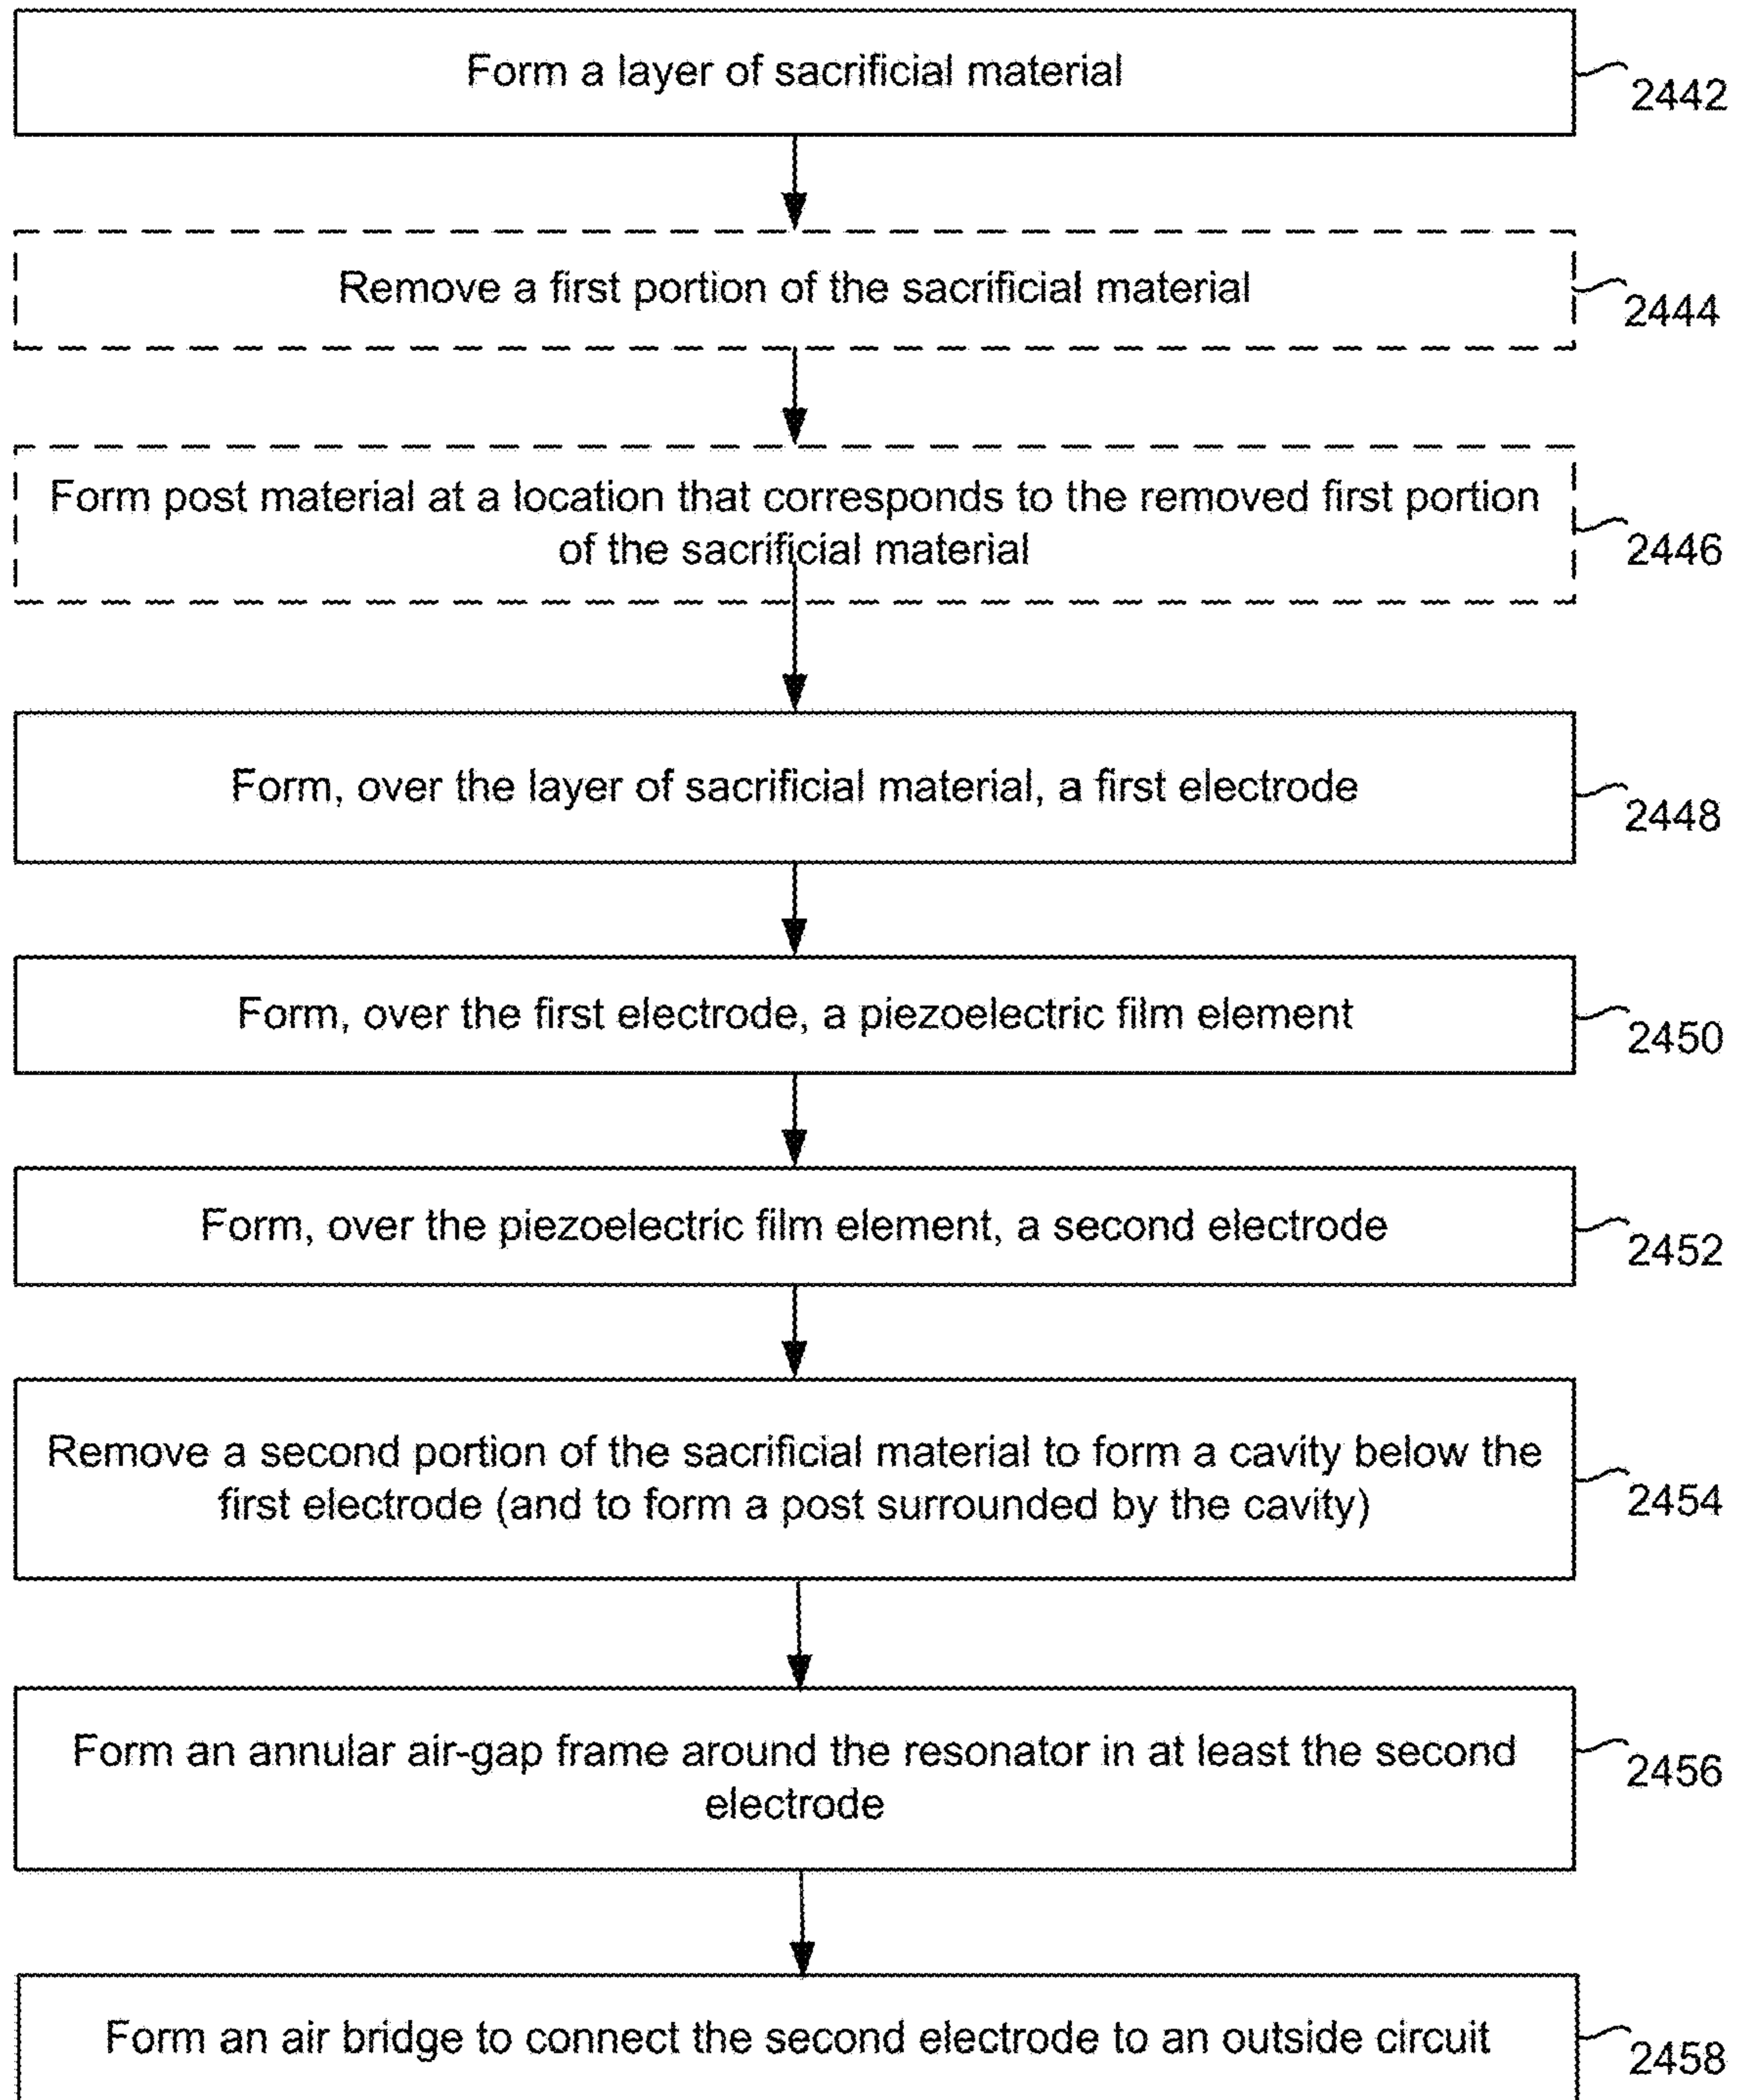 Form a layer of sacrificial material
2442
Remove a first portion of the sacrificial material
2444
Form post material at a location that corresponds to the removed first portion
of the sacrificial material
2446
Form, over the layer of sacrificial material, a first electrode
2448
Form, over the first electrode, a piezoelectric film element
2450
Form, over the piezoelectric film element, a second electrode
2452
Remove a second portion of the sacrificial material to form a cavity below the
first electrode (and to form a post surrounded by the cavity)
2454
Form an annular air-gap frame around the resonator in at least the second
electrode
2456
Form an air bridge to connect the second electrode to an outside circuit
2458